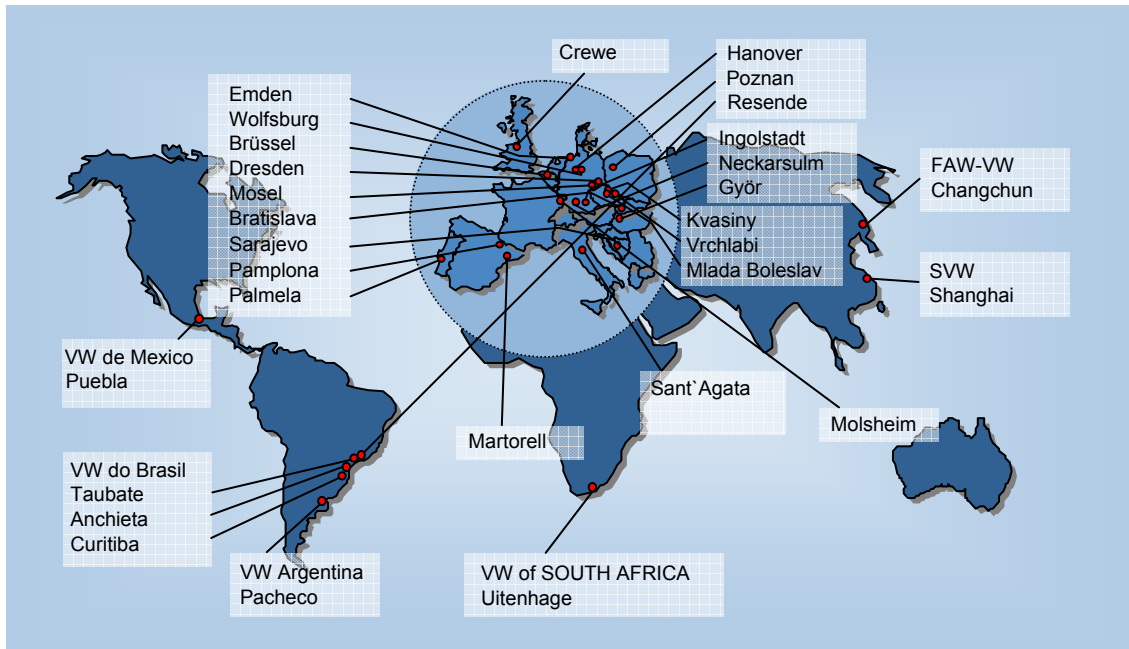 Crewe
Hanover
Poznan
Resende
Emden
Wolfsburg
Brüssel
Dresden
Mosel
Bratislava
Sarajevo
Pamplona
Palmela
Ingolstadt
Neckarsulm
Györ
FAW-VW
Changchun
Kvasiny
Vrchlabi
Mlada Boleslav
SVW
Shanghai
VW de Mexico
Puebla
Sant`Agata
Molsheim
Martorell
VW do Brasil
Taubate
Anchieta
Curitiba
VW Argentina
Pacheco
VW of SOUTH AFRICA
Uitenhage